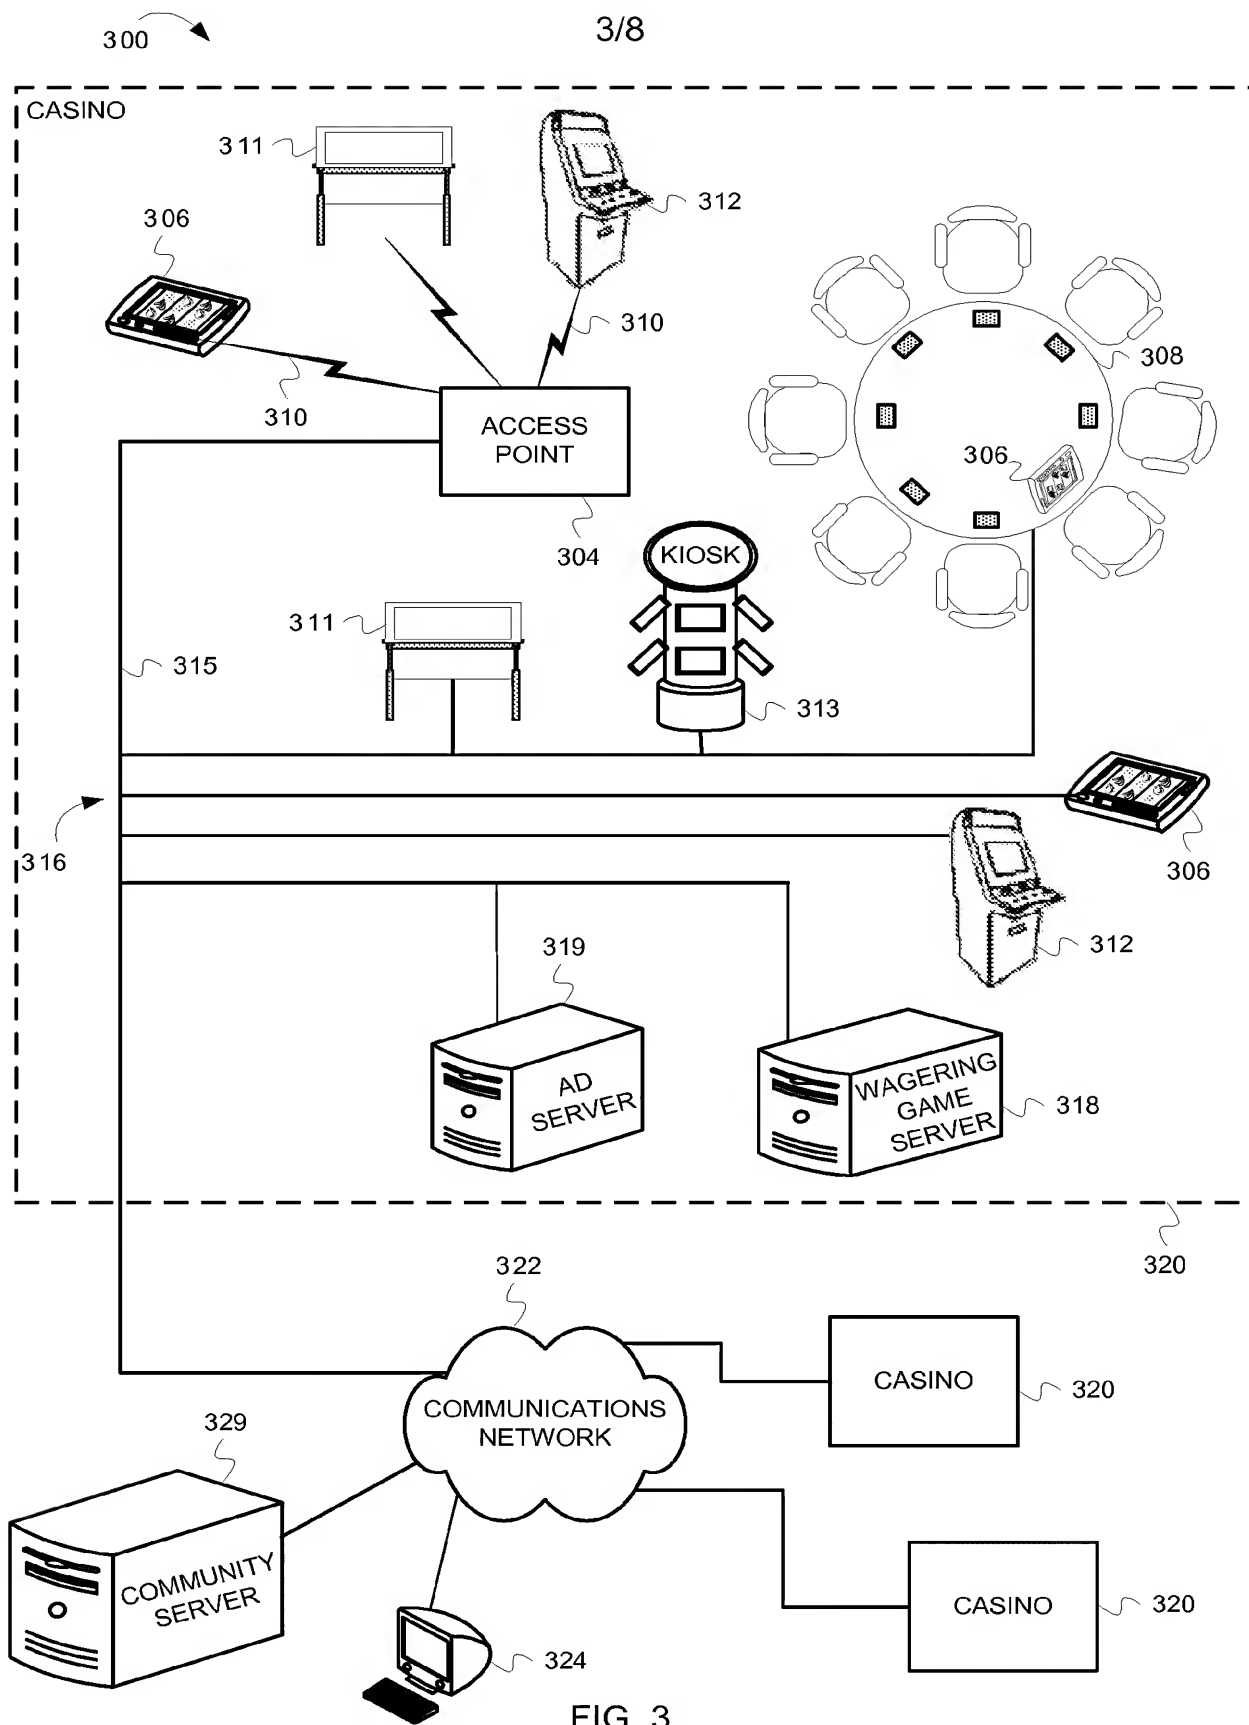 300
3/8
CASINO
311
312
306
310
310
308
ACCESS
POINT
306
304
KIOSK
311
315
313
316
306
312
319
AD
SERVER
WAGERING
GAME
SERVER
318
320
322
CASINO
320
COMMUNICATIONS
NETWORK
329
COMMUNITY
SERVER
CASINO
320
324
FIG. 3